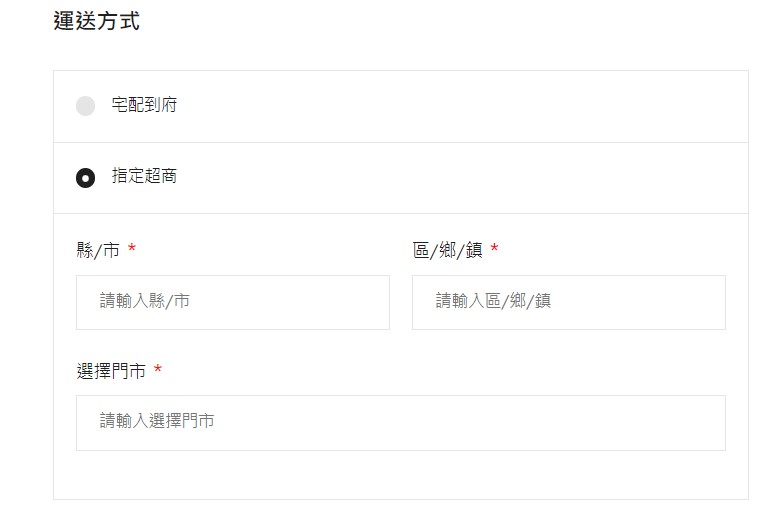 運送方式
宅配到府
指定超商
縣/市 * 區/鄉/鎮 *
請輸入縣/市 請輸入區/鄉/鎮
選擇門市 *
請輸入選擇門市